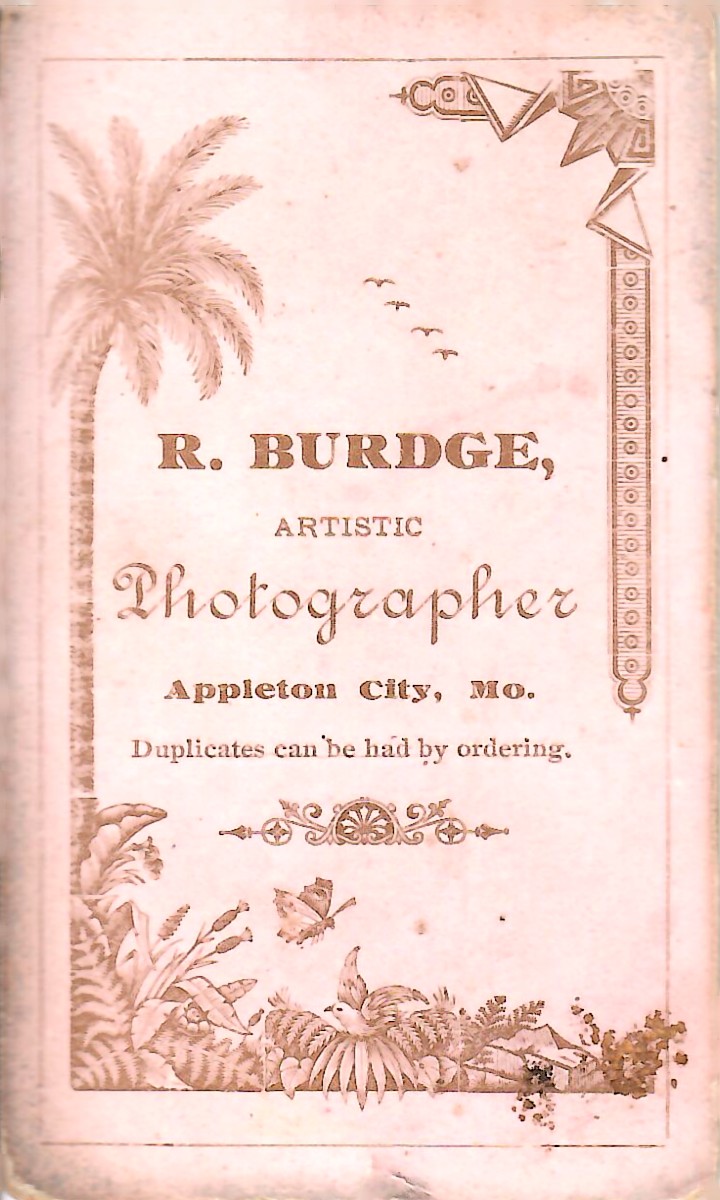 R. BURDGE,
ARTISTIC
Photographer
Appleton City, Mo.
Duplicates can be had by ordering.